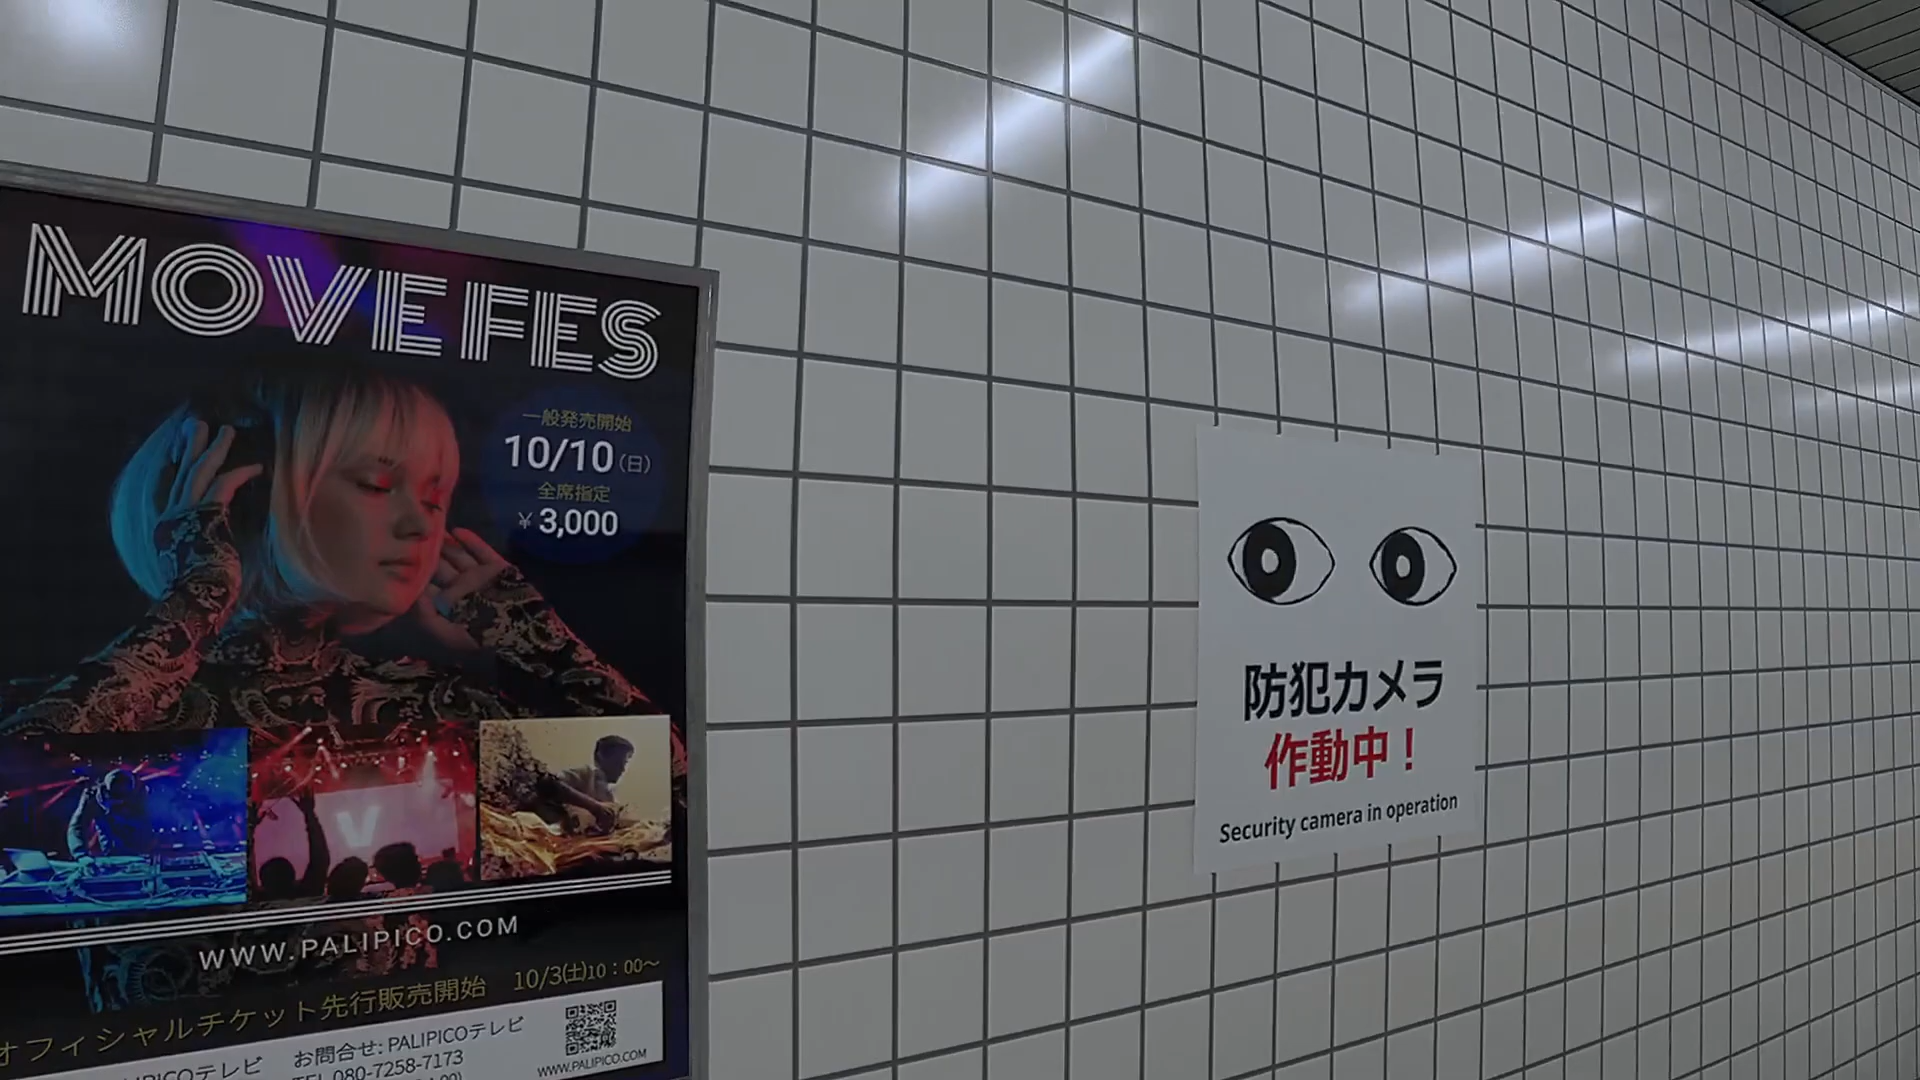 MOVE FES
一般発売開始
10/10(日)
全席指定
¥3,000
WWW.PALIPICO.COM
オフィシャルチケット先行販売開始 10/3(土)10:00～
お問合せ: PALIPICOテレビ
TEL 080-7258-7173
WWW.PALIPICO.COM
防犯カメラ
作動中！
Security camera in operation